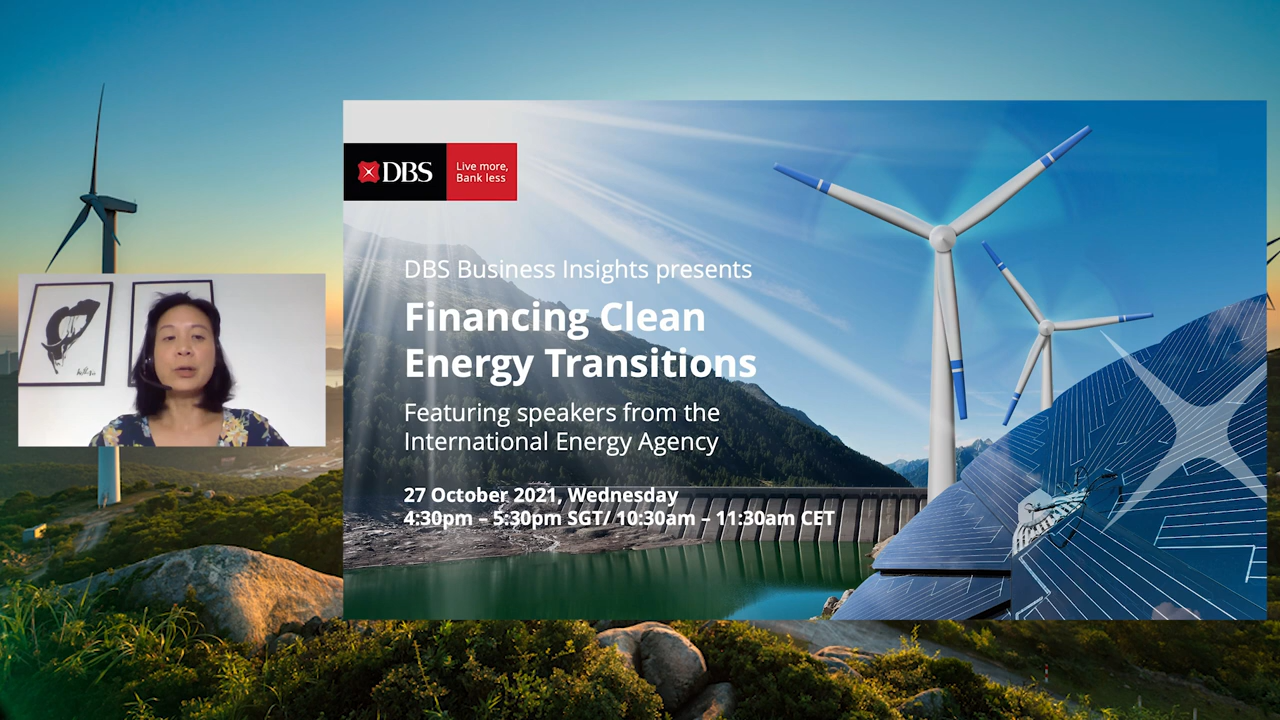 DBS
Live more,
Bank less
DBS Business Insights presents
Financing Clean
Energy Transitions
Featuring speakers from the
International Energy Agency
27 October 2021, Wednesday
4:30pm – 5:30pm SGT/ 10:30am – 11:30am CET